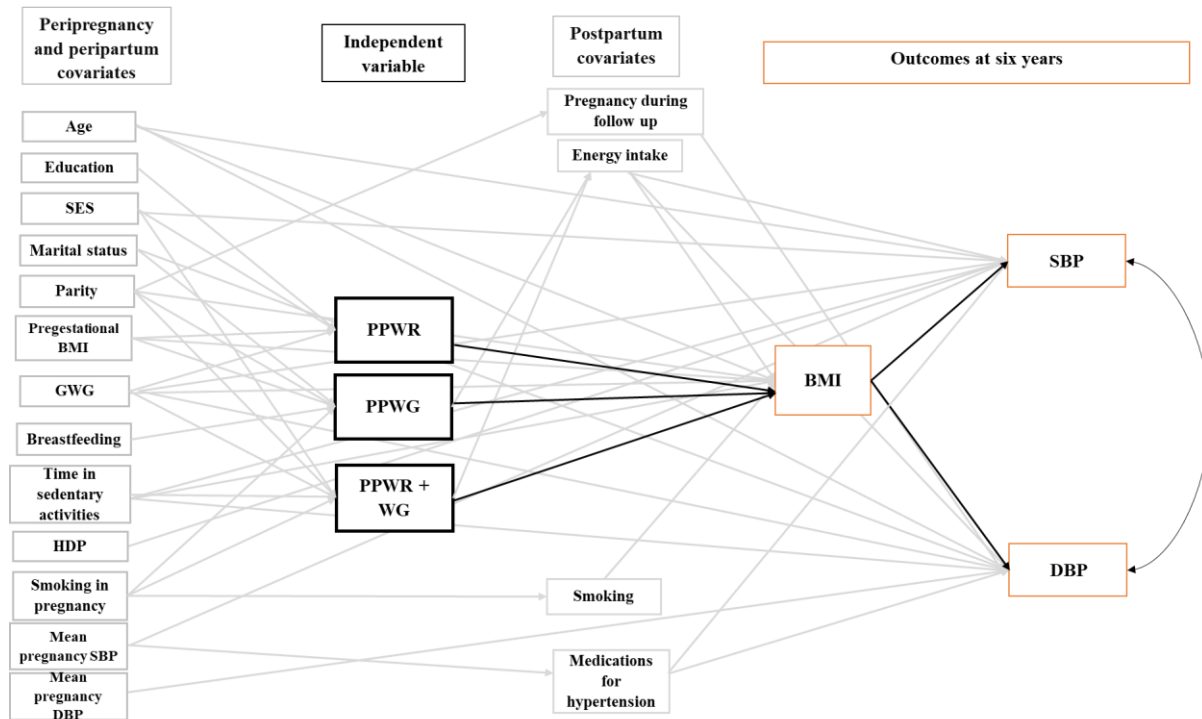 Peripregnancy
and peripartum
covariates
Independent
variable
Postpartum
covariates
Outcomes at six years
Age
Education
SES
Marital status
Parity
Pregestational
BMI
GWG
Breastfeeding
Time in
sedentary
activities
HDP
Smoking in
pregnancy
Mean
pregnancy SBP
Mean
pregnancy
DBP
PPWR
PPWG
PPWR +
WG
Pregnancy during
follow up
Energy intake
Smoking
Medications
for
hypertension
BMI
SBP
DBP